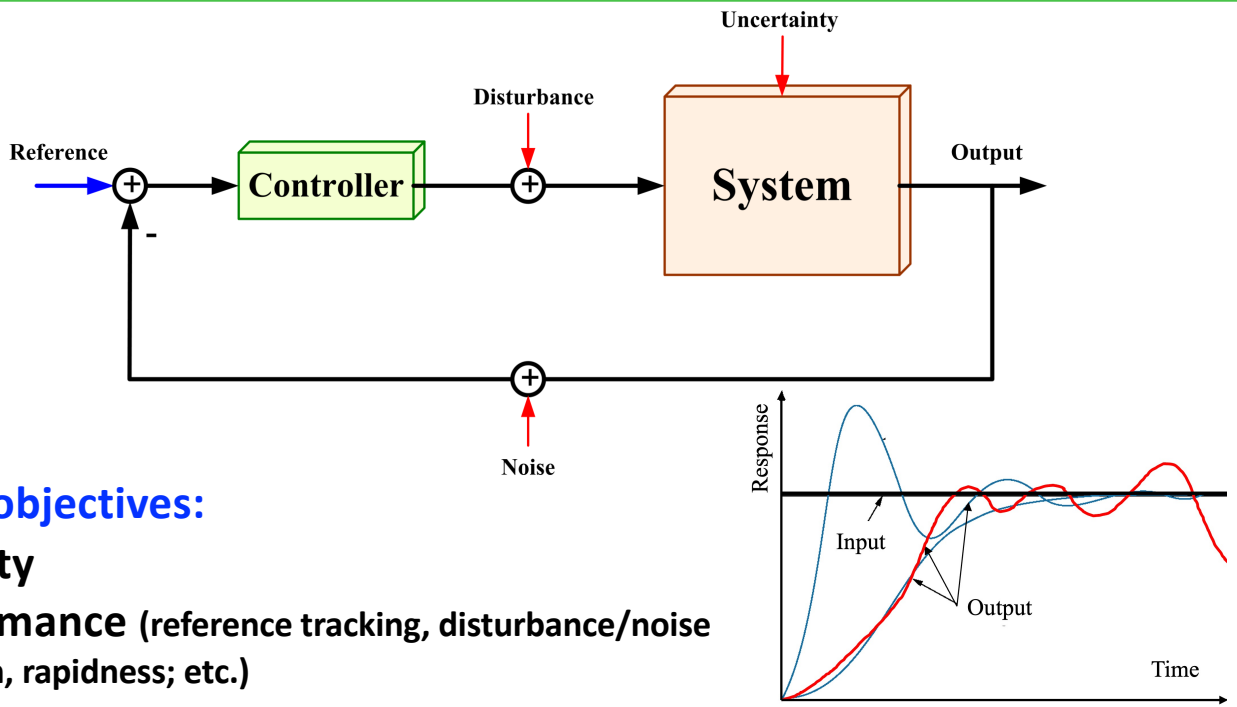 Uncertainty
Disturbance
Reference
Output
+
Controller
+
System
-
+
Noise
objectives:
ty
mance (reference tracking, disturbance/noise
, rapidness; etc.)
Response
Input
Output
Time